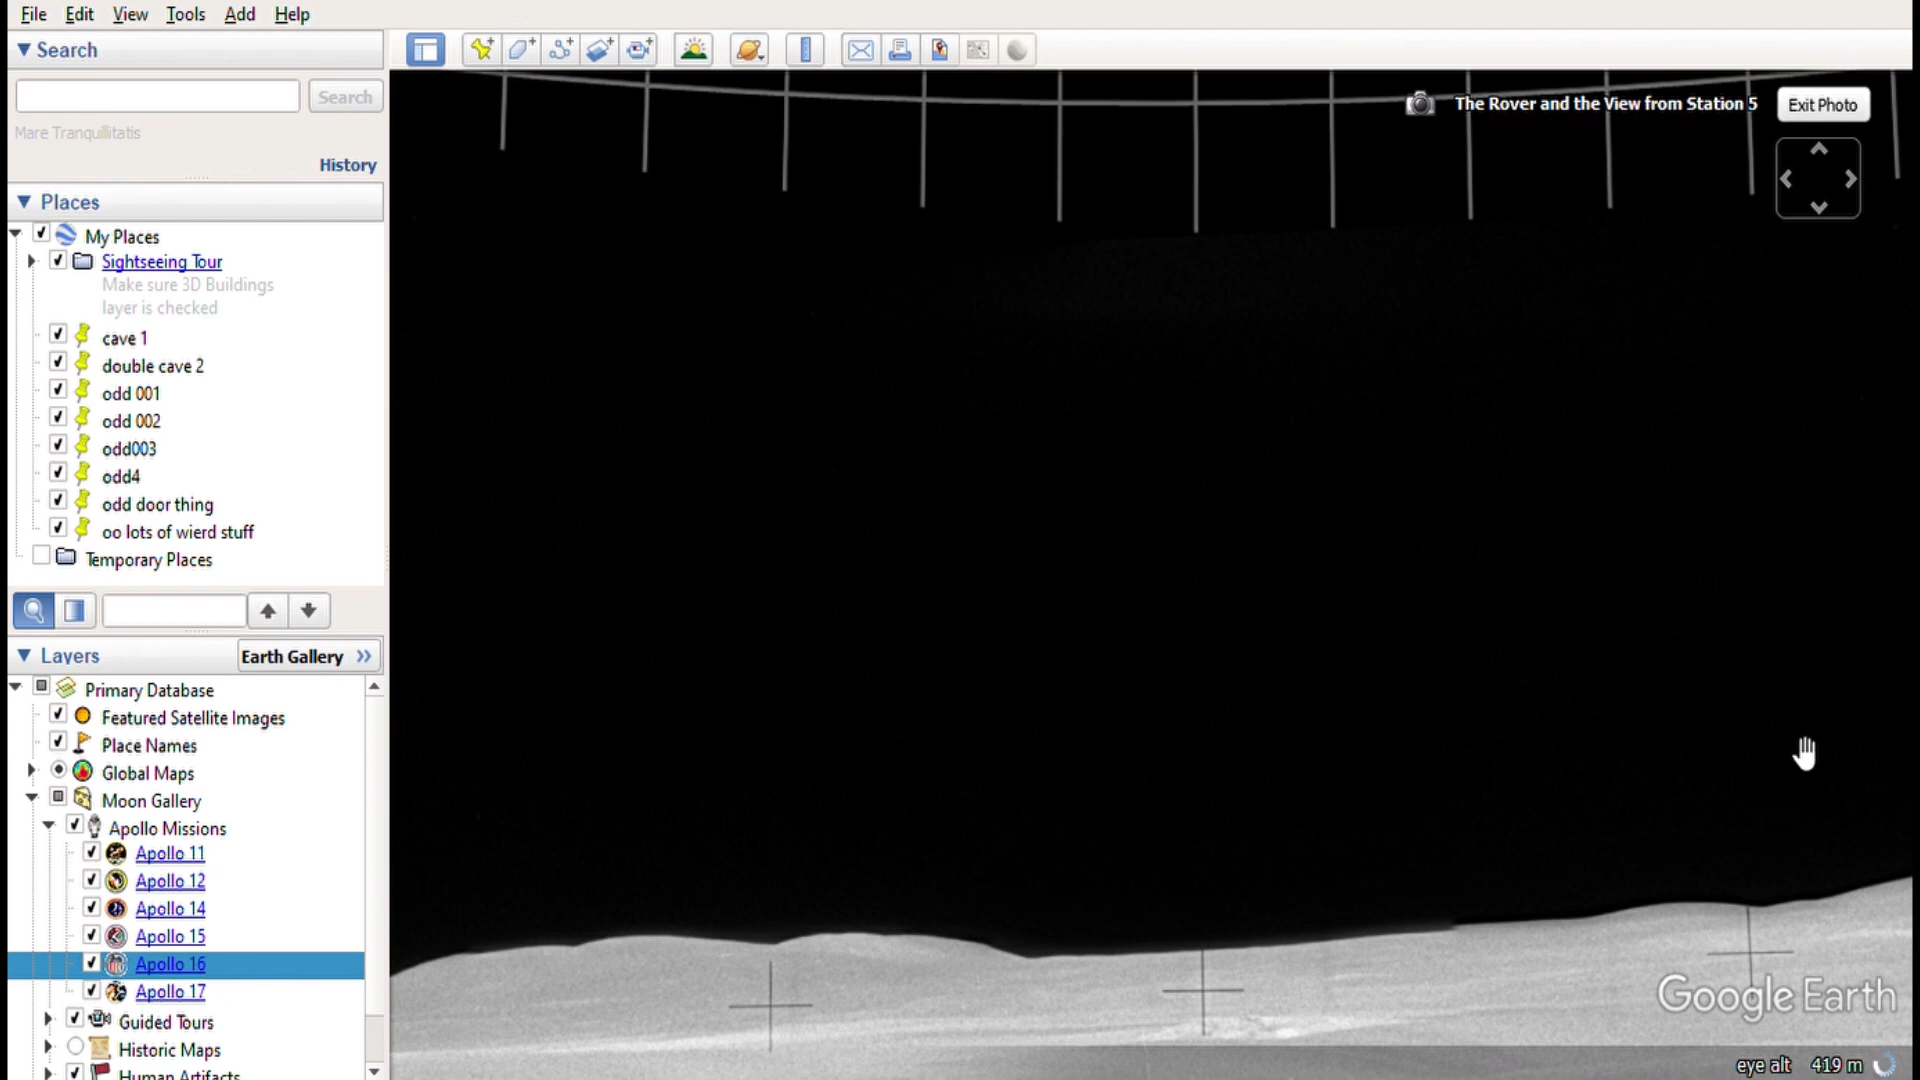 File Edit View Tools Add Help
Search
Search
Mare Tranquillitatis
History
Places
My Places
Sightseeing Tour
Make sure 3D Buildings
layer is checked
cave 1
double cave 2
odd 001
odd 002
odd003
odd4
odd door thing
oo lots of wierd stuff
Temporary Places
Layers
Earth Gallery
Primary Database
Featured Satellite Images
Place Names
Global Maps
Moon Gallery
Apollo Missions
Apollo 11
Apollo 12
Apollo 14
Apollo 15
Apollo 16
Apollo 17
Guided Tours
Historic Maps
Human Artifacts
The Rover and the View from Station 5
Exit Photo
Google Earth
eye alt 419 m